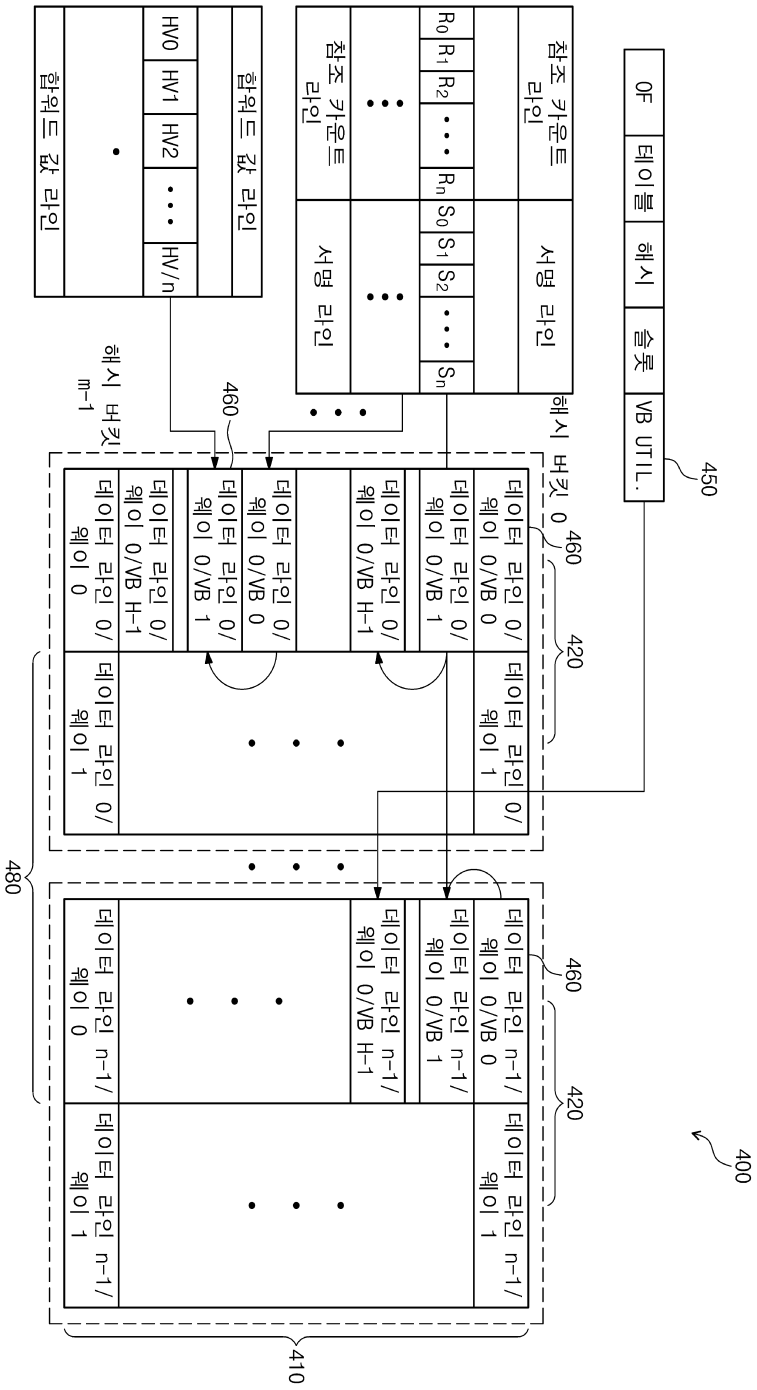 400
450
OF 테이블 해시 슬롯 VB UTIL.
420
420
460
460
해시 버킷 0
참조 카운트
라인
서명 라인
R0 R1 R2 ••• Rn S0 S1 S2 ••• Sn
참조 카운트
라인
서명 라인
합워드 값 라인
HV0 HV1 HV2 ••• HV/n
합워드 값 라인
데이터 라인 0/
웨이 0/VB 0
데이터 라인 0/
웨이 1
데이터 라인 0/
웨이 0/VB 1
데이터 라인 0/
웨이 0/VB H-1
460
데이터 라인 0/
웨이 0/VB 0
데이터 라인 0/
웨이 0/VB 1
데이터 라인 0/
웨이 0/VB H-1
해시 버킷
m-1
데이터 라인 0/
웨이 0
데이터 라인 0/
웨이 1
데이터 라인 n-1/
웨이 0/VB 0
데이터 라인 n-1/
웨이 1
데이터 라인 n-1/
웨이 0/VB 1
데이터 라인 n-1/
웨이 0/VB H-1
데이터 라인 n-1/
웨이 0
데이터 라인 n-1/
웨이 1
410
480